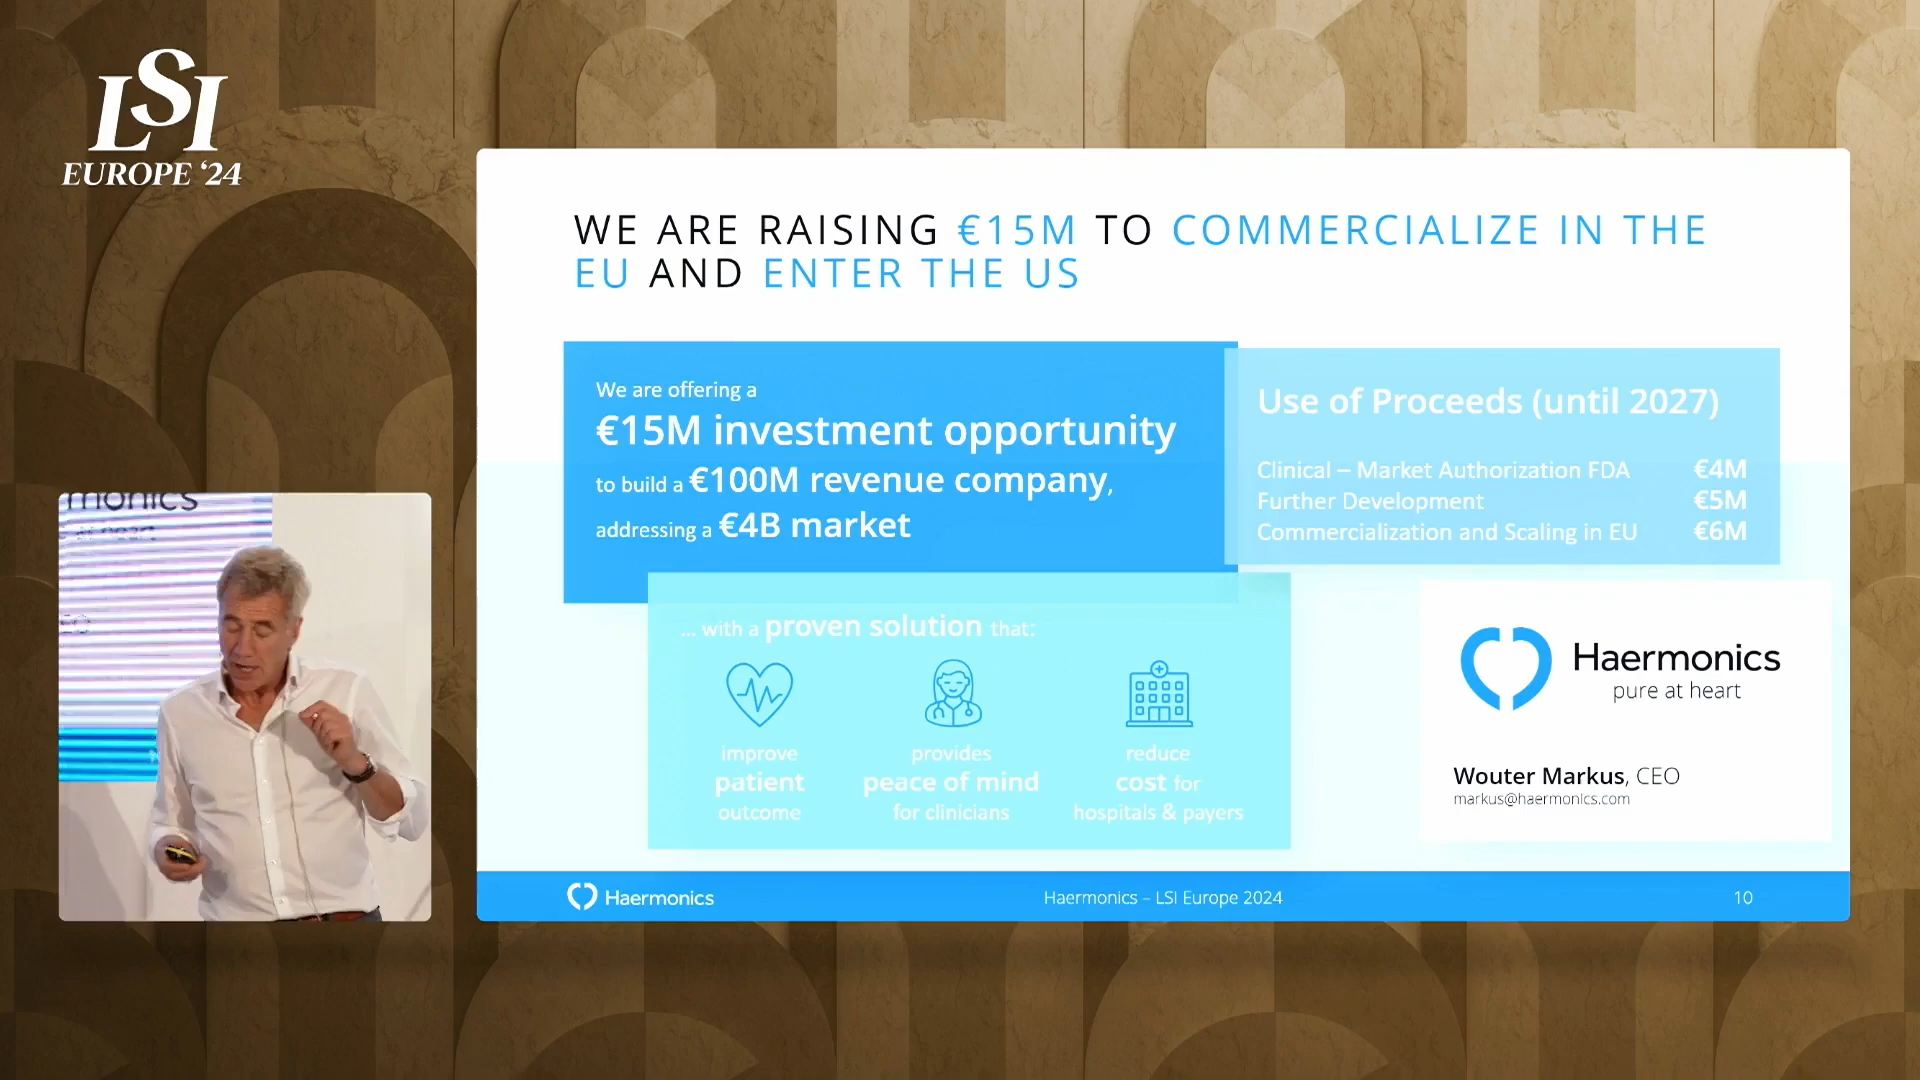 LSI
EUROPE ‘24
WE ARE RAISING €15M TO COMMERCIALIZE IN THE
EU AND ENTER THE US
We are offering a
€15M investment opportunity
to build a €100M revenue company,
addressing a €4B market
Use of Proceeds (until 2027)
Clinical – Market Authorization FDA €4M
Further Development €5M
Commercialization and Scaling in EU €6M
... with a proven solution that:
improve
patient
outcome
provides
peace of mind
for clinicians
reduce
cost for
hospitals & payers
Haermonics
pure at heart
Wouter Markus, CEO
markus@haermonics.com
Haermonics
Haermonics – LSI Europe 2024
10
monics